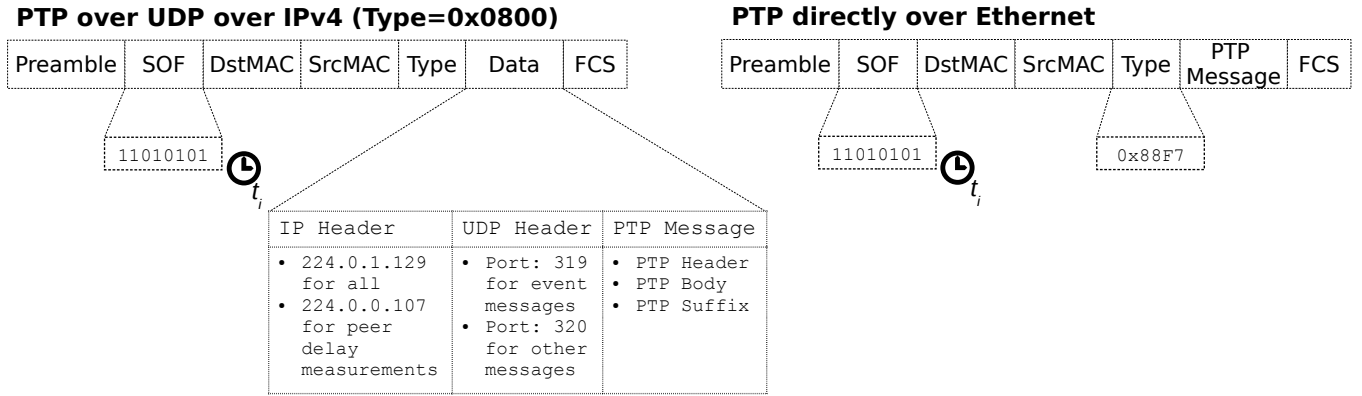 PTP over UDP over IPv4 (Type=0x0800)
Preamble SOF DstMAC SrcMAC Type Data FCS
11010101
ti
IP Header UDP Header PTP Message
• 224.0.1.129
for all
• 224.0.0.107
for peer
delay
measurements
• Port: 319
for event
messages
• Port: 320
for other
messages
• PTP Header
• PTP Body
• PTP Suffix
PTP directly over Ethernet
Preamble SOF DstMAC SrcMAC Type PTP
Message FCS
11010101
ti
0x88F7